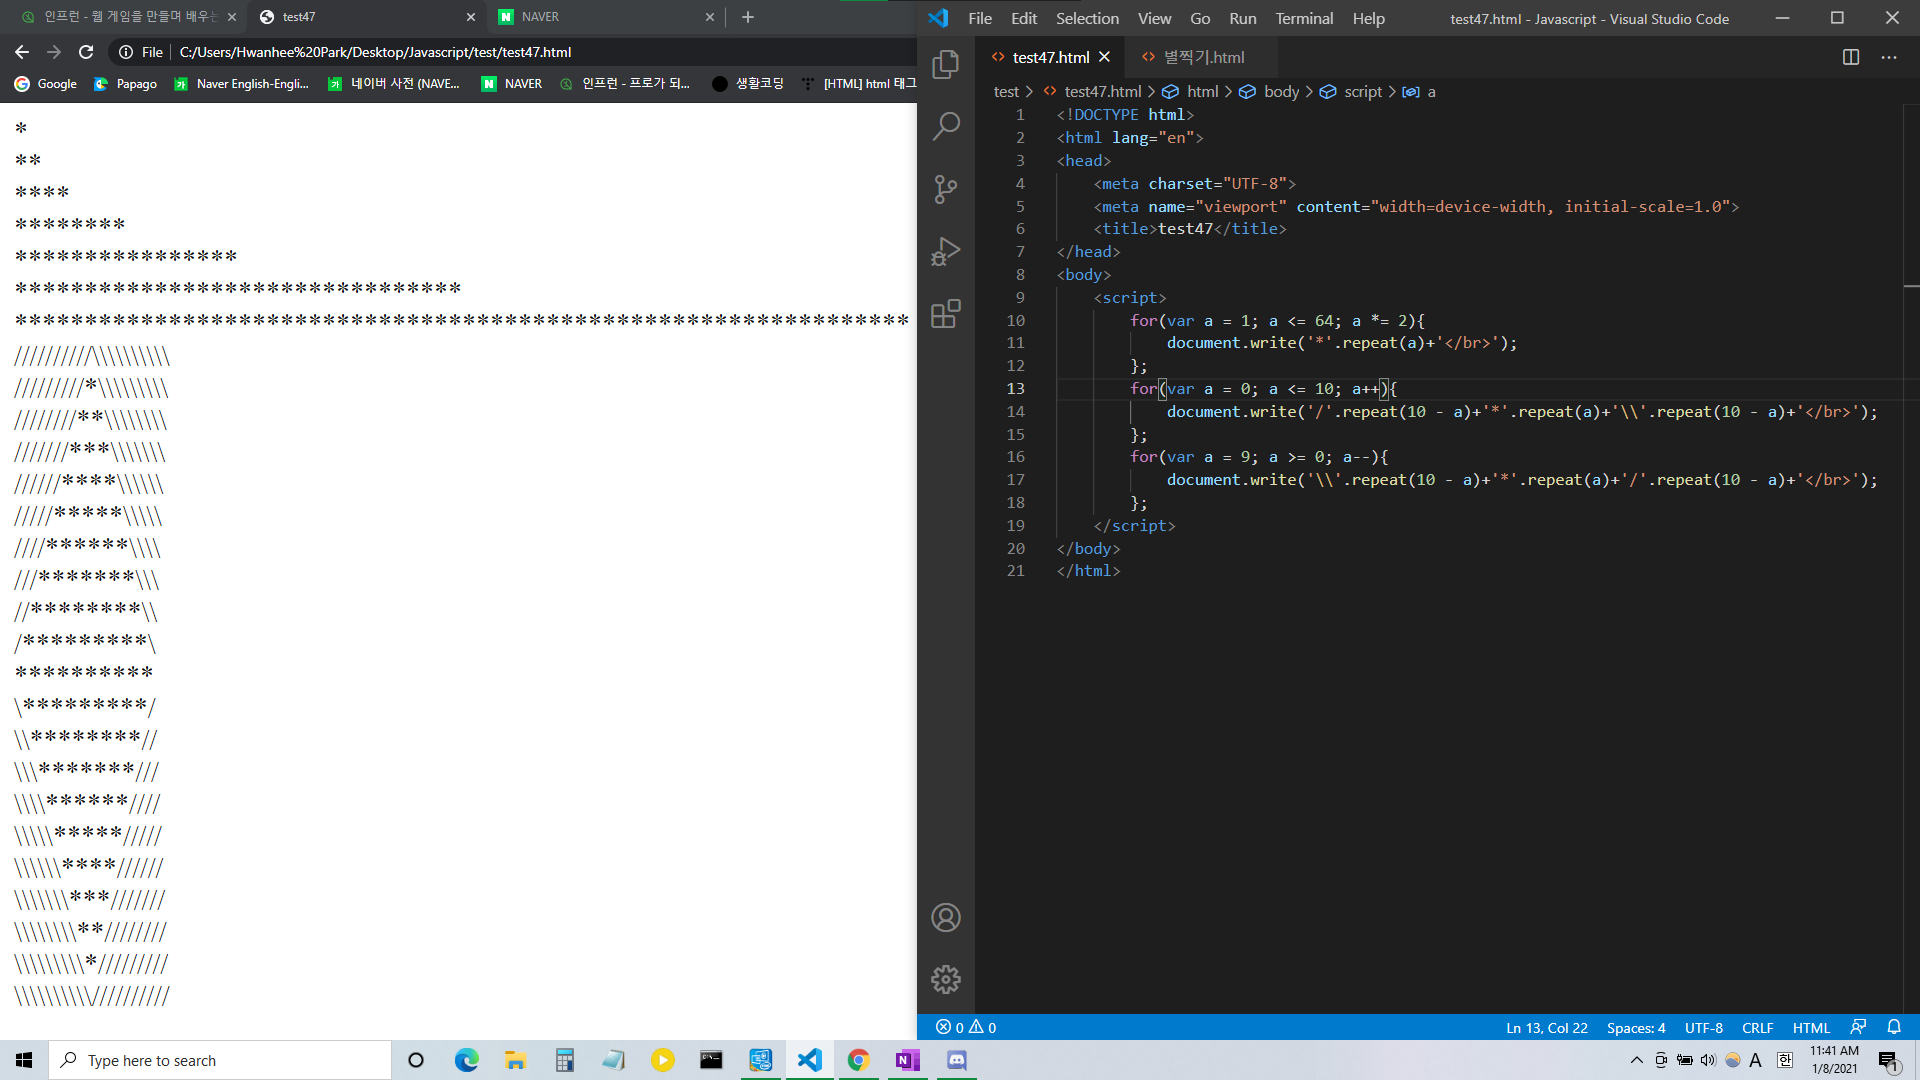 인프런 - 웹 게임을 만들며 배우는
test47
NAVER
File C:/Users/Hwanhee%20Park/Desktop/Javascript/test/test47.html
Google Papago Naver English-Engli... 네이버 사전 (NAVE... NAVER 인프런 - 프로가 되... 생활코딩 [HTML] html 태그
*
**
****
********
****************
********************************
****************************************************************
//////////\\\\\\\\\\
/////////*\\\\\\\\\
////////**\\\\\\\\
///////***\\\\\\\
//////****\\\\\\
/////*****\\\\\
////******\\\\
///*******\\\
//********\\
/*********\
**********
\*********/
\\********//
\\\*******///
\\\\******////
\\\\\*****/////
\\\\\\****//////
\\\\\\\***///////
\\\\\\\\**////////
\\\\\\\\\*/////////
\\\\\\\\\\//////////
File Edit Selection View Go Run Terminal Help test47.html - Javascript - Visual Studio Code
test47.html 별찍기.html
test > test47.html > html > body > script > a
1 <!DOCTYPE html>
2 <html lang="en">
3 <head>
4 <meta charset="UTF-8">
5 <meta name="viewport" content="width=device-width, initial-scale=1.0">
6 <title>test47</title>
7 </head>
8 <body>
9 <script>
10 for(var a = 1; a <= 64; a *= 2){
11 document.write('*'.repeat(a)+'</br>');
12 };
13 for(var a = 0; a <= 10; a++){
14 document.write('/'.repeat(10 - a)+'*'.repeat(a)+'\\'.repeat(10 - a)+'</br>');
15 };
16 for(var a = 9; a >= 0; a--){
17 document.write('\\'.repeat(10 - a)+'*'.repeat(a)+'/'.repeat(10 - a)+'</br>');
18 };
19 </script>
20 </body>
21 </html>
0 0 Ln 13, Col 22 Spaces: 4 UTF-8 CRLF HTML
Type here to search
A 한 11:41 AM
1/8/2021
1